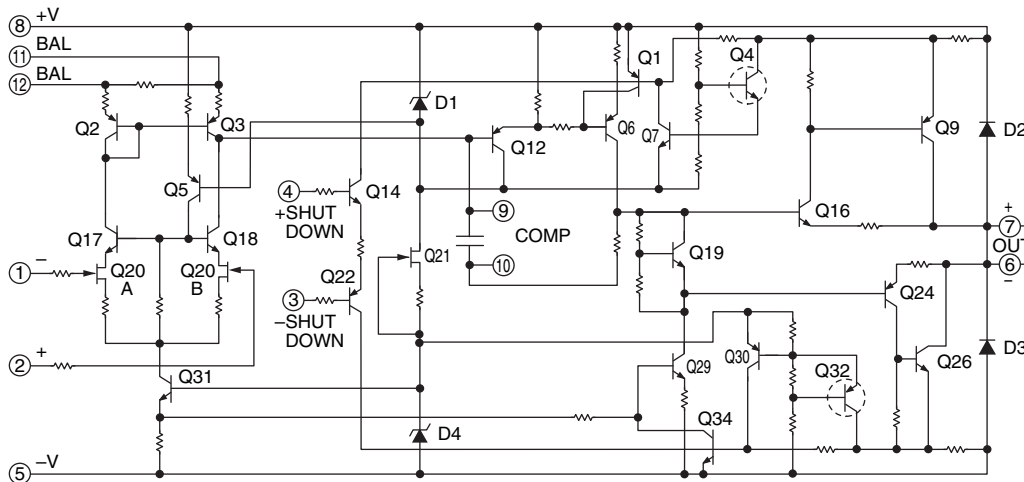 8 +V
11 BAL
12 BAL
Q1
Q4
D1
D2
Q2
Q3
Q12
Q6
Q7
Q9
Q5
4
+SHUT
DOWN
Q14
9
COMP
10
Q16
+
7
OUT
6
−
Q17
Q18
Q21
Q19
1 −
Q20
A
Q20
B
Q22
3
−SHUT
DOWN
Q24
2 +
Q31
Q29
Q30
Q32
Q26
D3
D4
Q34
5 −V